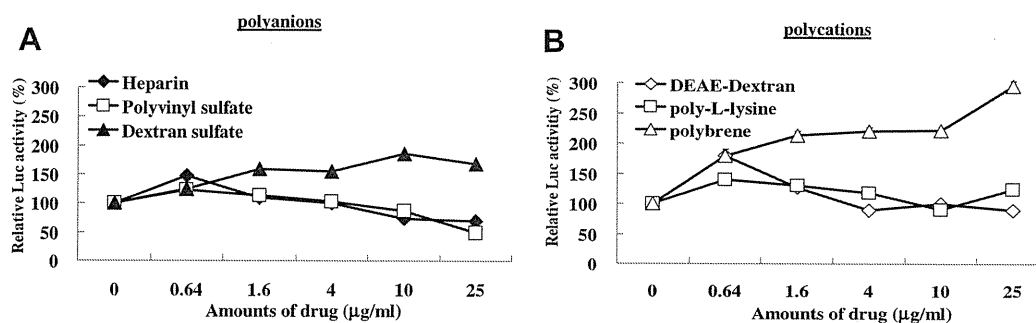 A
polyanions
Heparin
Polyvinyl sulfate
Dextran sulfate
Relative Luc activity (%)
300
250
200
150
100
50
0
0 0.64 1.6 4 10 25
Amounts of drug (μg/ml)
B
polycations
DEAE-Dextran
poly-L-lysine
polybrene
Relative Luc activitiy (%)
300
250
200
150
100
50
0
0 0.64 1.6 4 10 25
Amounts of drug (μg/ml)